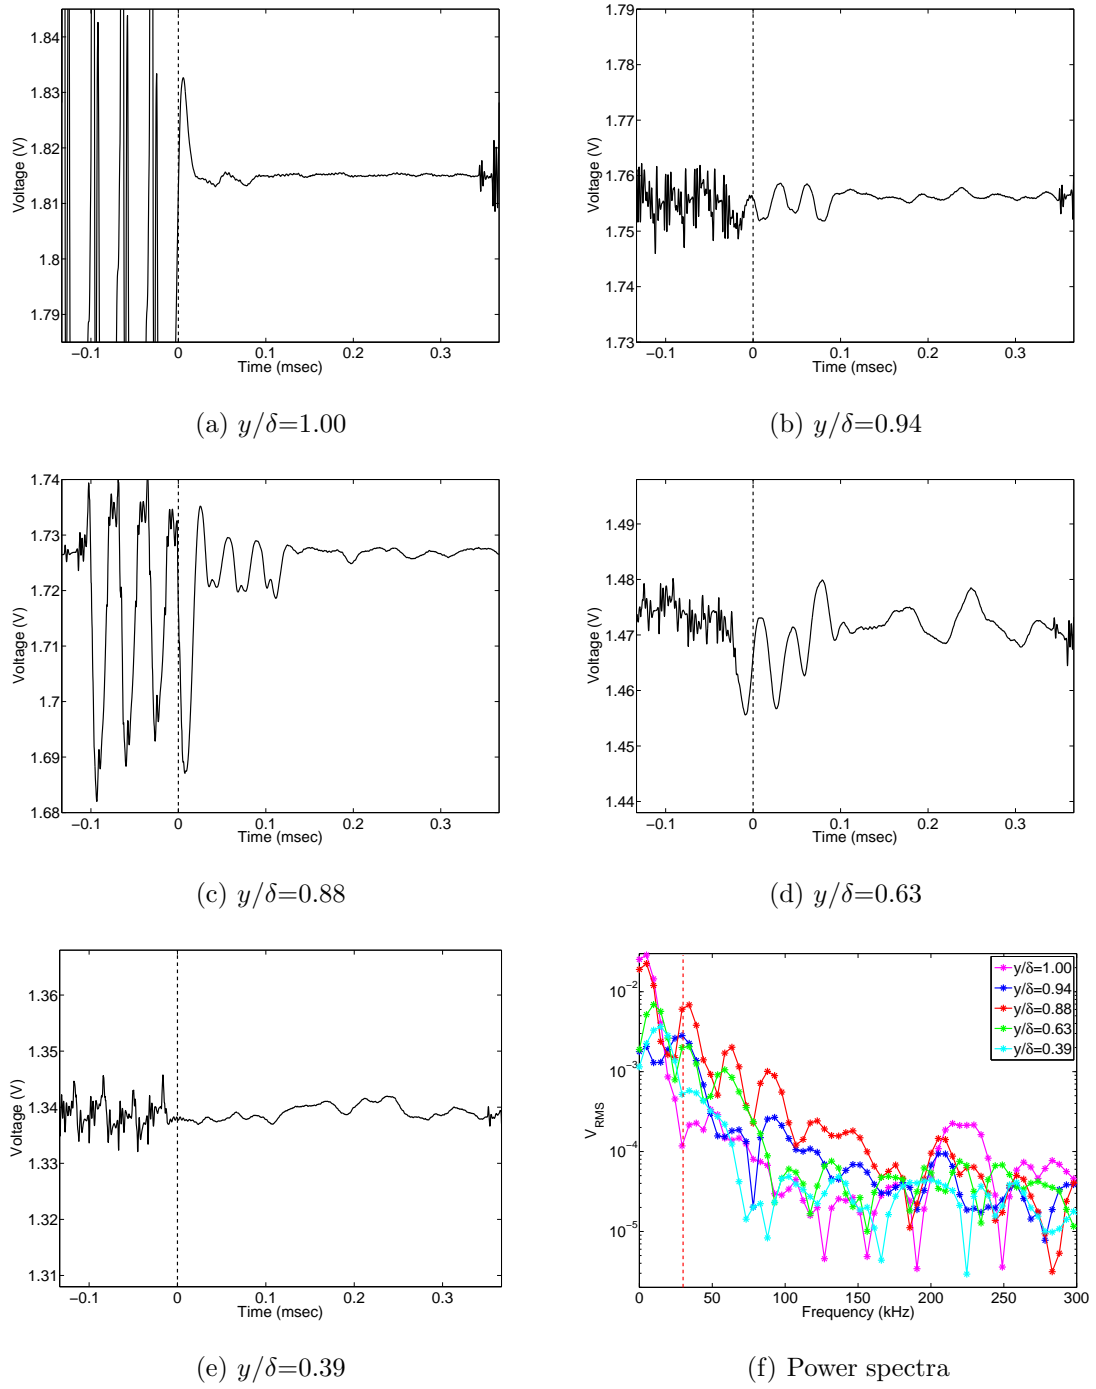 1.84
1.83
1.82
1.81
1.8
1.79
Voltage (V)
−0.1 0 0.1 0.2 0.3
Time (msec)
(a) y/δ=1.00
1.79
1.78
1.77
1.76
1.75
1.74
1.73
Voltage (V)
−0.1 0 0.1 0.2 0.3
Time (msec)
(b) y/δ=0.94
1.74
1.73
1.72
1.71
1.7
1.69
1.68
Voltage (V)
−0.1 0 0.1 0.2 0.3
Time (msec)
(c) y/δ=0.88
1.49
1.48
1.47
1.46
1.45
1.44
Voltage (V)
−0.1 0 0.1 0.2 0.3
Time (msec)
(d) y/δ=0.63
1.36
1.35
1.34
1.33
1.32
1.31
Voltage (V)
−0.1 0 0.1 0.2 0.3
Time (msec)
(e) y/δ=0.39
y/δ=1.00
y/δ=0.94
y/δ=0.88
y/δ=0.63
y/δ=0.39
10⁻²
10⁻³
10⁻⁴
10⁻⁵
V_RMS
0 50 100 150 200 250 300
Frequency (kHz)
(f) Power spectra